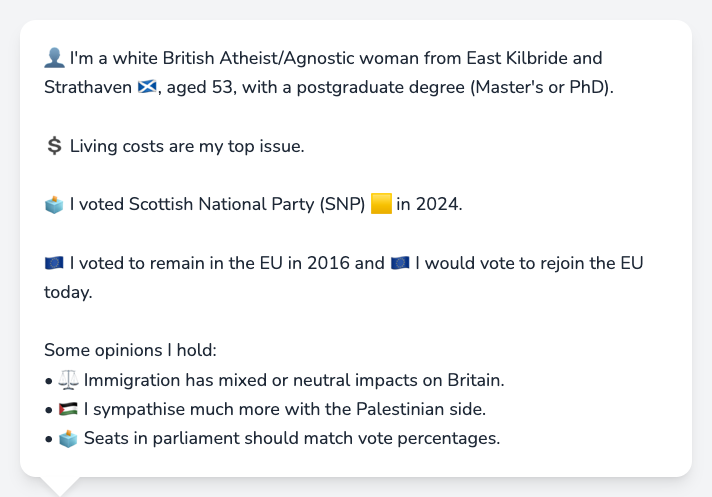 👤 I'm a white British Atheist/Agnostic woman from East Kilbride and
Strathaven 🏴󠁧󠁢󠁳󠁣󠁴󠁿, aged 53, with a postgraduate degree (Master's or PhD).
💲 Living costs are my top issue.
🗳️ I voted Scottish National Party (SNP) 🟨 in 2024.
🇪🇺 I voted to remain in the EU in 2016 and 🇪🇺 I would vote to rejoin the EU
today.
Some opinions I hold:
• ⚖️ Immigration has mixed or neutral impacts on Britain.
• 🇵🇸 I sympathise much more with the Palestinian side.
• 🗳️ Seats in parliament should match vote percentages.